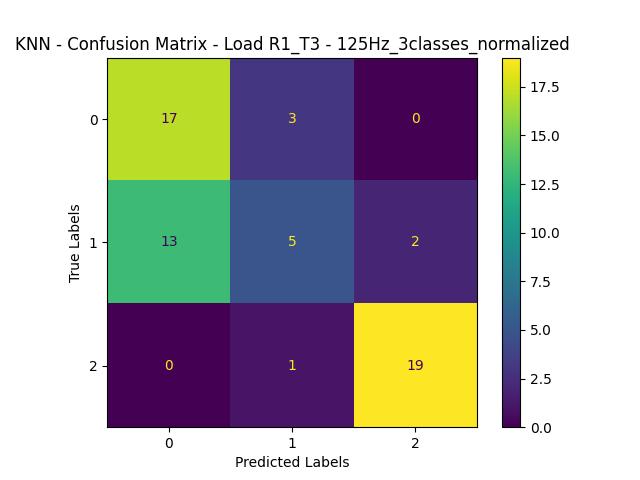 KNN - Confusion Matrix - Load R1_T3 - 125Hz_3classes_normalized
17 3 0
13 5 2
0 1 19
0
1
2
True Labels
0 1 2
Predicted Labels
17.5
15.0
12.5
10.0
7.5
5.0
2.5
0.0